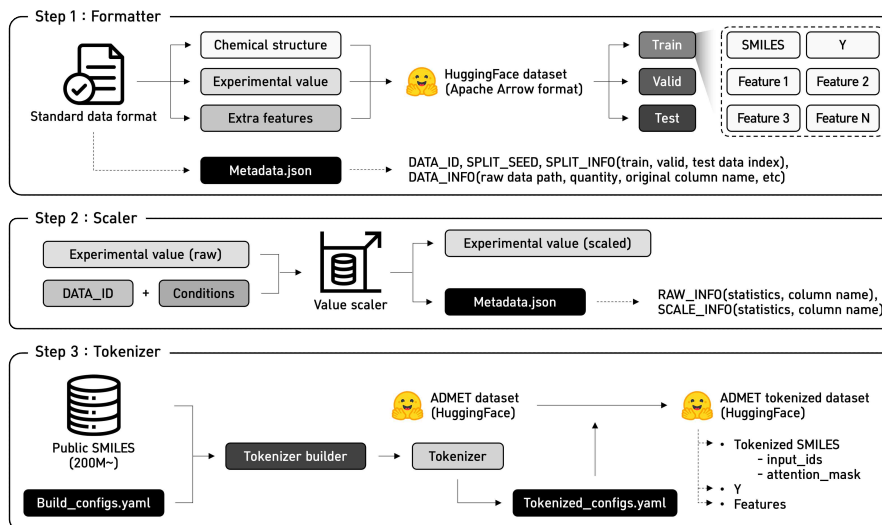 Step 1 : Formatter
Standard data format
Chemical structure
Experimental value
Extra features
HuggingFace dataset
(Apache Arrow format)
Train
Valid
Test
SMILES
Y
Feature 1
Feature 2
Feature 3
Feature N
Metadata.json
DATA_ID, SPLIT_SEED, SPLIT_INFO(train, valid, test data index),
DATA_INFO(raw data path, quantity, original column name, etc)
Step 2 : Scaler
Experimental value (raw)
DATA_ID
+
Conditions
Value scaler
Experimental value (scaled)
Metadata.json
RAW_INFO(statistics, column name),
SCALE_INFO(statistics, column name)
Step 3 : Tokenizer
Public SMILES
(200M~)
Build_configs.yaml
Tokenizer builder
Tokenizer
Tokenized_configs.yaml
ADMET dataset
(HuggingFace)
ADMET tokenized dataset
(HuggingFace)
• Tokenized SMILES
- input_ids
- attention_mask
• Y
• Features